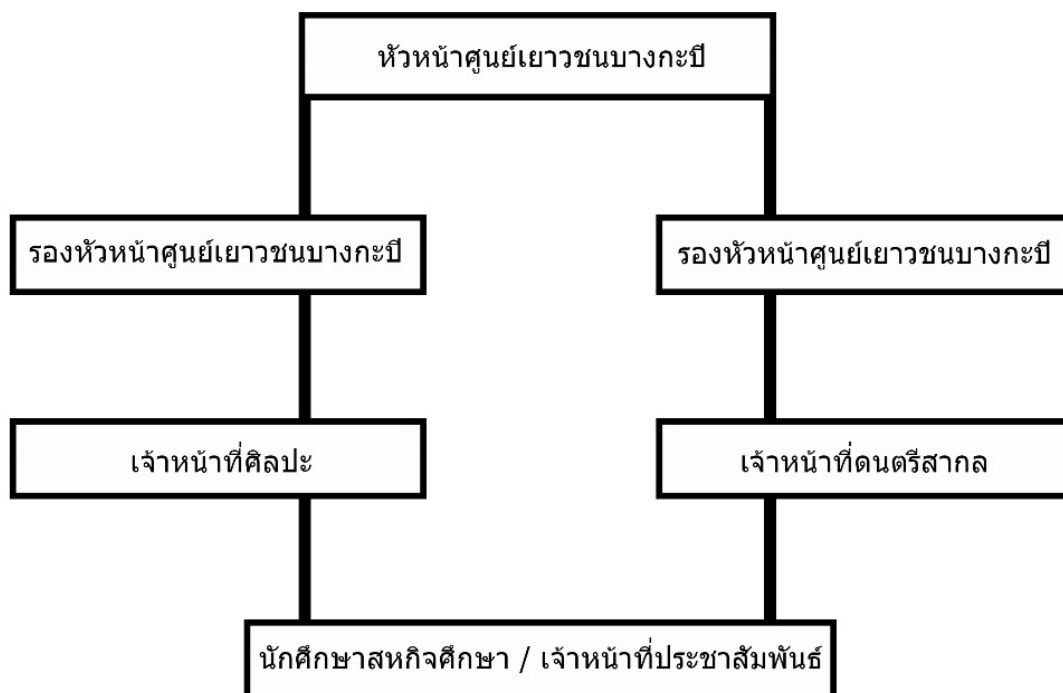 หัวหน้าศูนย์เยาวชนบางกะปิ
รองหัวหน้าศูนย์เยาวชนบางกะปิ
รองหัวหน้าศูนย์เยาวชนบางกะปิ
เจ้าหน้าที่ศิลปะ
เจ้าหน้าที่ดนตรีสากล
นักศึกษาสหกิจศึกษา / เจ้าหน้าที่ประชาสัมพันธ์